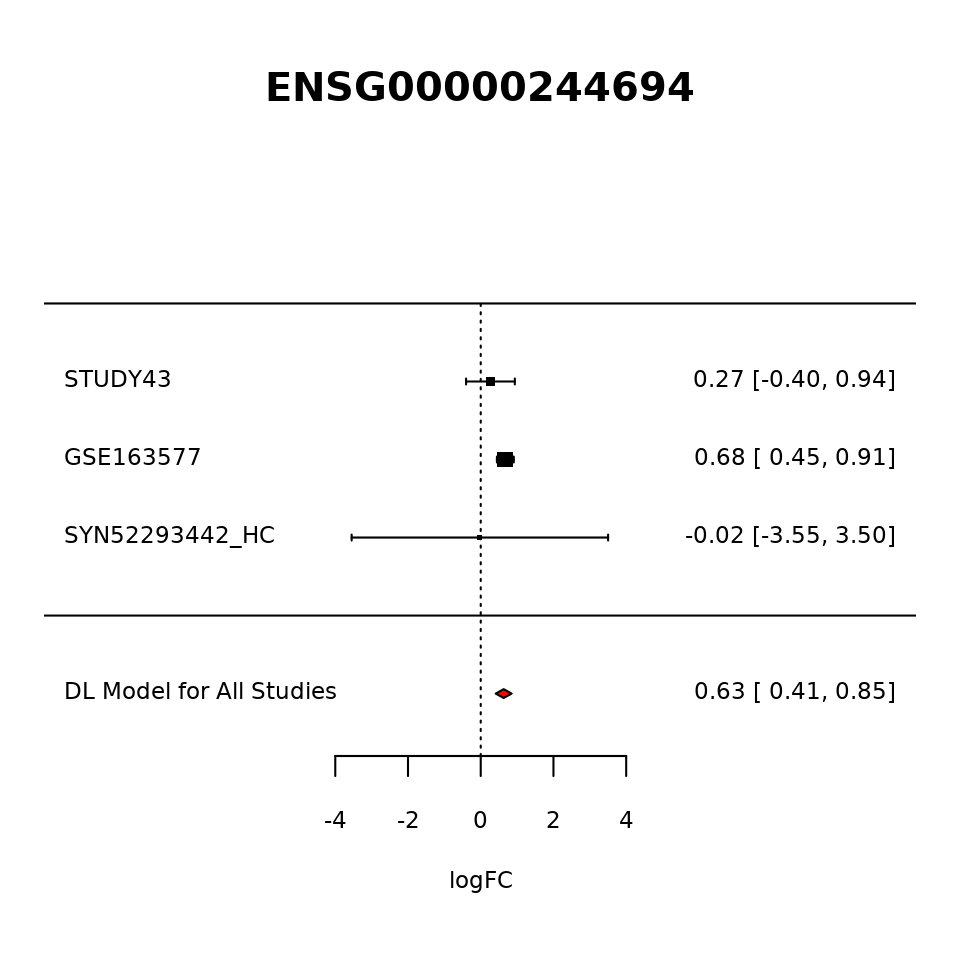 ENSG00000244694
STUDY43 0.27 [-0.40, 0.94]
GSE163577 0.68 [ 0.45, 0.91]
SYN52293442_HC -0.02 [-3.55, 3.50]
DL Model for All Studies 0.63 [ 0.41, 0.85]
-4 -2 0 2 4
logFC